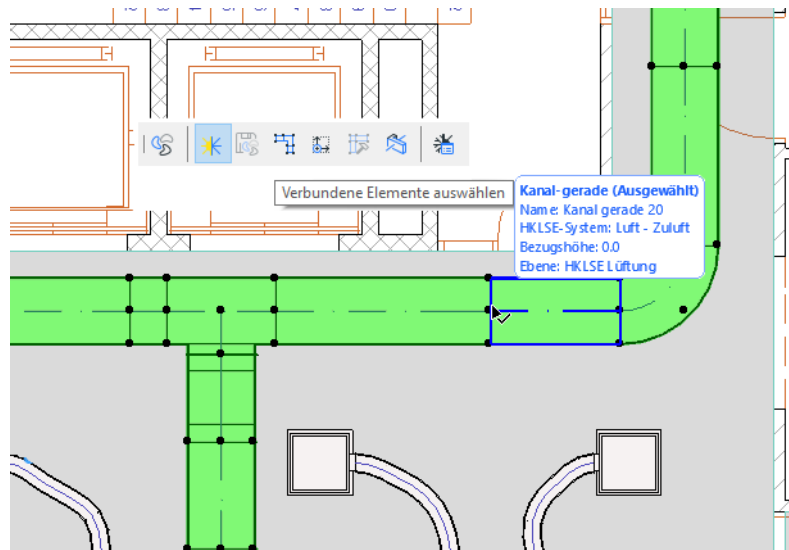 Verbundene Elemente auswählen
Kanal-gerade (Ausgewählt)
Name: Kanal gerade 20
HKLSE-System: Luft - Zuluft
Bezugshöhe: 0.0
Ebene: HKLSE Lüftung